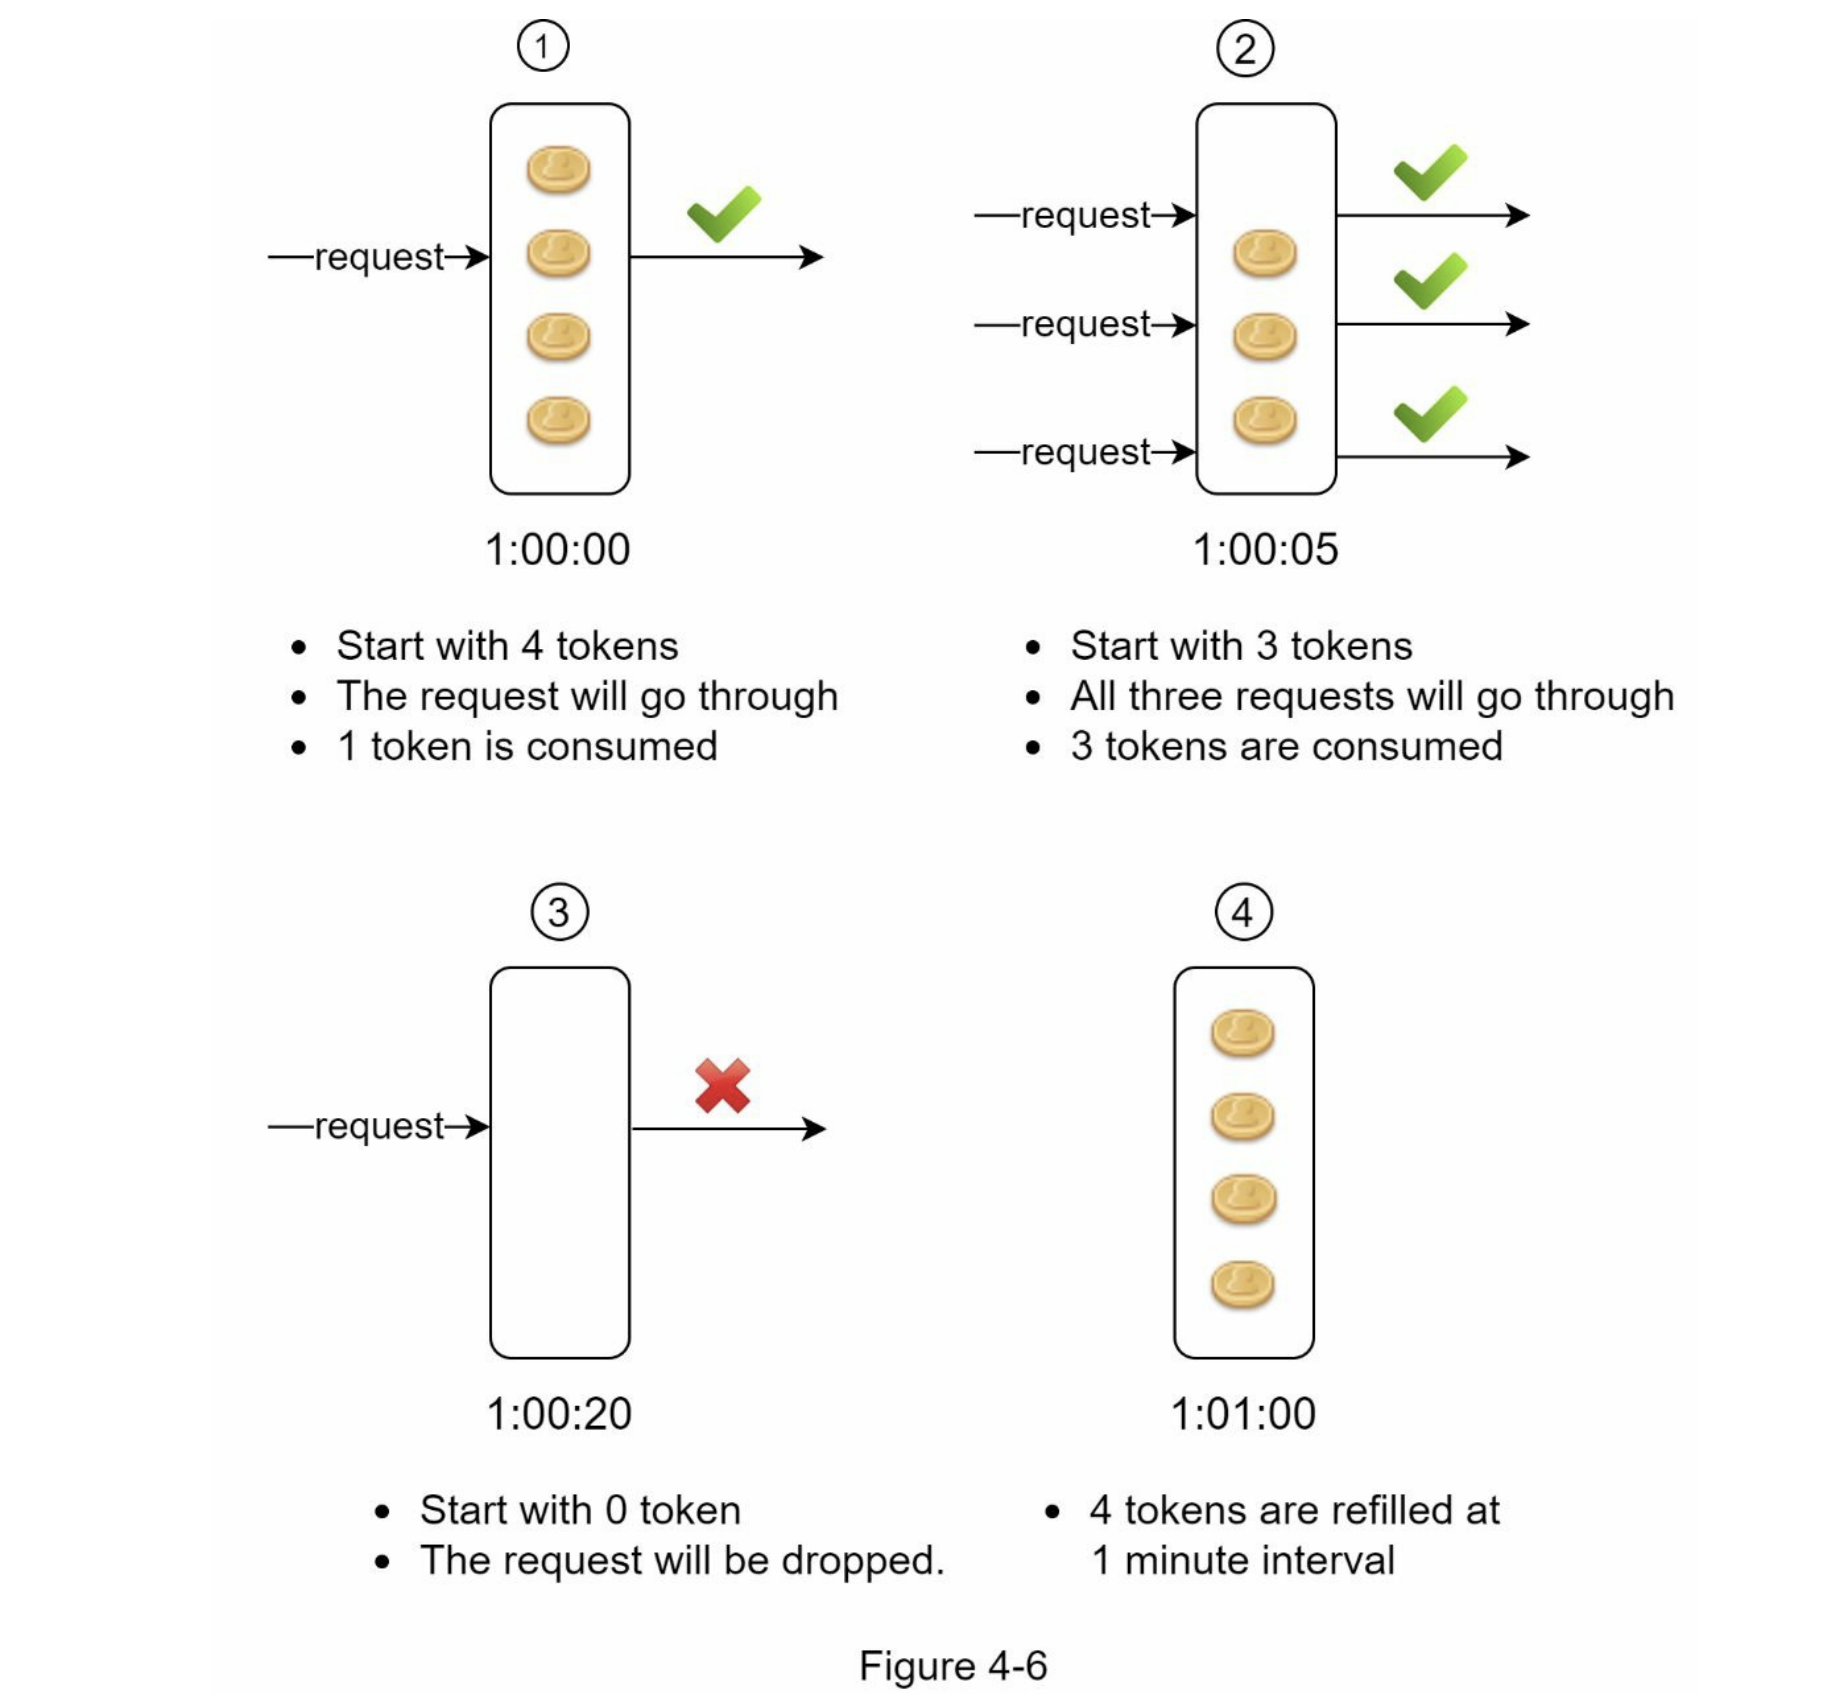 1
request
1:00:00
• Start with 4 tokens
• The request will go through
• 1 token is consumed
2
request
request
request
1:00:05
• Start with 3 tokens
• All three requests will go through
• 3 tokens are consumed
3
request
1:00:20
• Start with 0 token
• The request will be dropped.
4
1:01:00
• 4 tokens are refilled at
1 minute interval
Figure 4-6